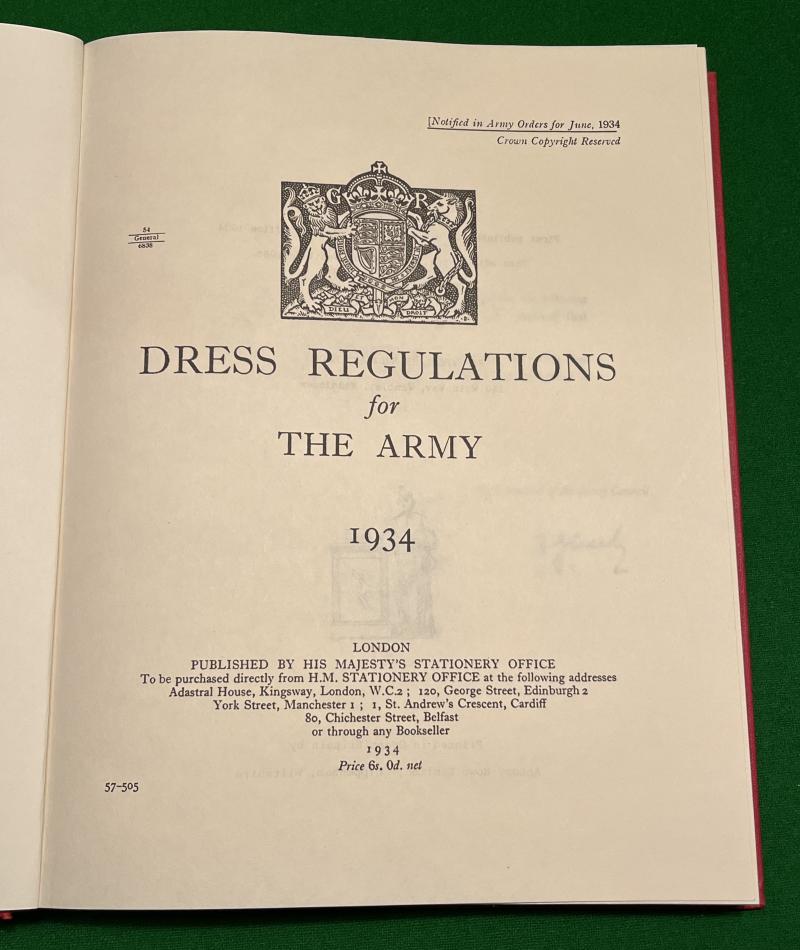 [Notified in Army Orders for June, 1934
Crown Copyright Reserved
54
General
6838
G R
DIEU ET MON DROIT
DRESS REGULATIONS
for
THE ARMY
1934
LONDON
PUBLISHED BY HIS MAJESTY'S STATIONERY OFFICE
To be purchased directly from H.M. STATIONERY OFFICE at the following addresses
Adastral House, Kingsway, London, W.C.2 ; 120, George Street, Edinburgh 2
York Street, Manchester 1 ; 1, St. Andrew's Crescent, Cardiff
80, Chichester Street, Belfast
or through any Bookseller
1934
Price 6s. 0d. net
57-505